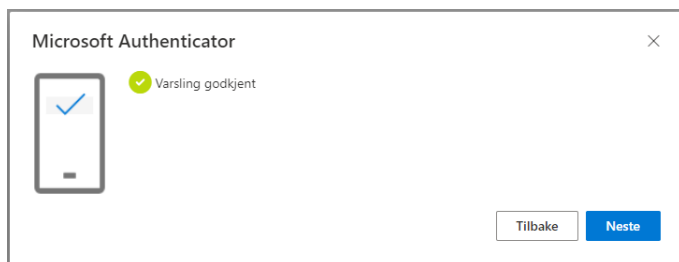 Microsoft Authenticator
Varsling godkjent
Tilbake
Neste